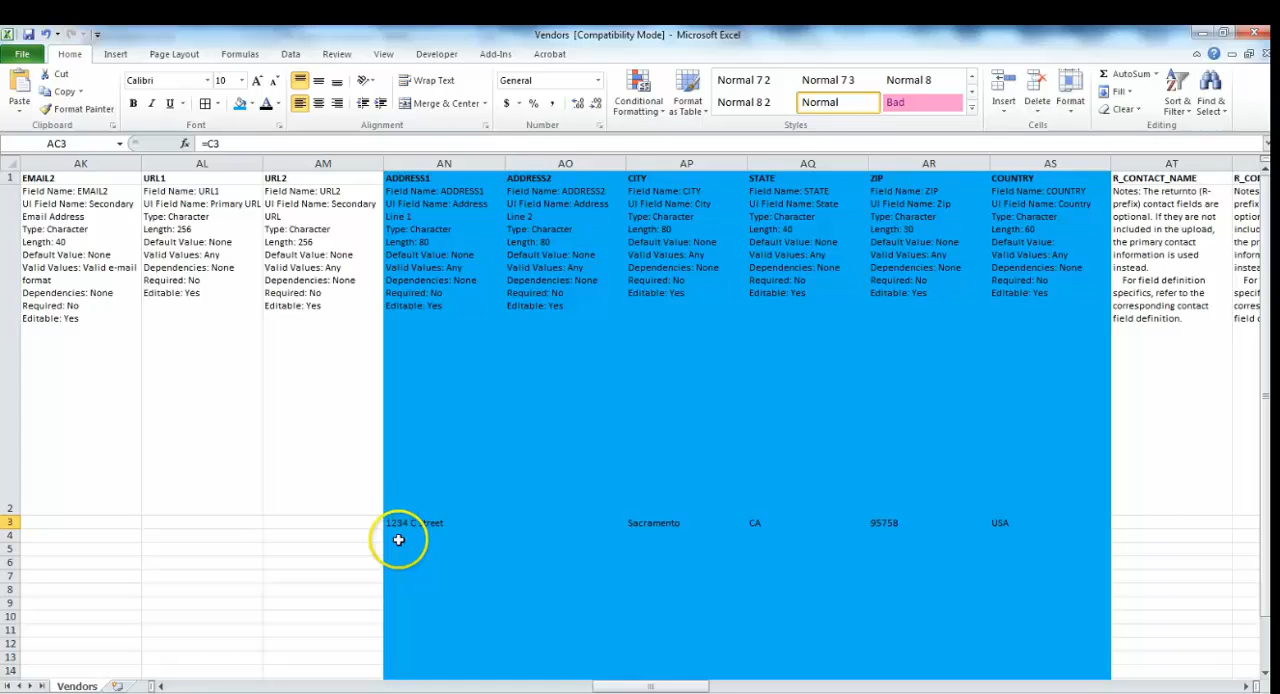 Vendors [Compatibility Mode] - Microsoft Excel
File Home Insert Page Layout Formulas Data Review View Developer Add-Ins Acrobat
Paste
Cut
Copy
Format Painter
Clipboard
Calibri 10
B I U
Font
Wrap Text
Merge & Center
Alignment
General
$ % ,
Number
Conditional Formatting
Format as Table
Normal 7 2 Normal 7 3 Normal 8
Normal 8 2 Normal Bad
Styles
Insert Delete Format
Cells
AutoSum
Fill
Clear
Sort & Filter
Find & Select
Editing
AC3 fx =C3
AK AL AM AN AO AP AQ AR AS AT
1
EMAIL2
Field Name: EMAIL2
UI Field Name: Secondary
Email Address
Type: Character
Length: 40
Default Value: None
Valid Values: Valid e-mail
format
Dependencies: None
Required: No
Editable: Yes
URL1
Field Name: URL1
UI Field Name: Primary URL
Type: Character
Length: 256
Default Value: None
Valid Values: Any
Dependencies: None
Required: No
Editable: Yes
URL2
Field Name: URL2
UI Field Name: Secondary
URL
Type: Character
Length: 256
Default Value: None
Valid Values: Any
Dependencies: None
Required: No
Editable: Yes
ADDRESS1
Field Name: ADDRESS1
UI Field Name: Address
Line 1
Type: Character
Length: 80
Default Value: None
Valid Values: Any
Dependencies: None
Required: No
Editable: Yes
ADDRESS2
Field Name: ADDRESS2
UI Field Name: Address
Line 2
Type: Character
Length: 80
Default Value: None
Valid Values: Any
Dependencies: None
Required: No
Editable: Yes
CITY
Field Name: CITY
UI Field Name: City
Type: Character
Length: 80
Default Value: None
Valid Values: Any
Dependencies: None
Required: No
Editable: Yes
STATE
Field Name: STATE
UI Field Name: State
Type: Character
Length: 40
Default Value: None
Valid Values: Any
Dependencies: None
Required: No
Editable: Yes
ZIP
Field Name: ZIP
UI Field Name: Zip
Type: Character
Length: 30
Default Value: None
Valid Values: Any
Dependencies: None
Required: No
Editable: Yes
COUNTRY
Field Name: COUNTRY
UI Field Name: Country
Type: Character
Length: 60
Default Value:
Valid Values: Any
Dependencies: None
Required: No
Editable: Yes
R_CONTACT_NAME
Notes: The returnto (R-
prefix) contact fields are
optional. If they are not
included in the upload,
the primary contact
information is used
instead.
For field definition
specifics, refer to the
corresponding contact
field definition.
2
3 1234 C Street Sacramento CA 95758 USA
4
5
6
7
8
9
10
11
12
13
14
Vendors